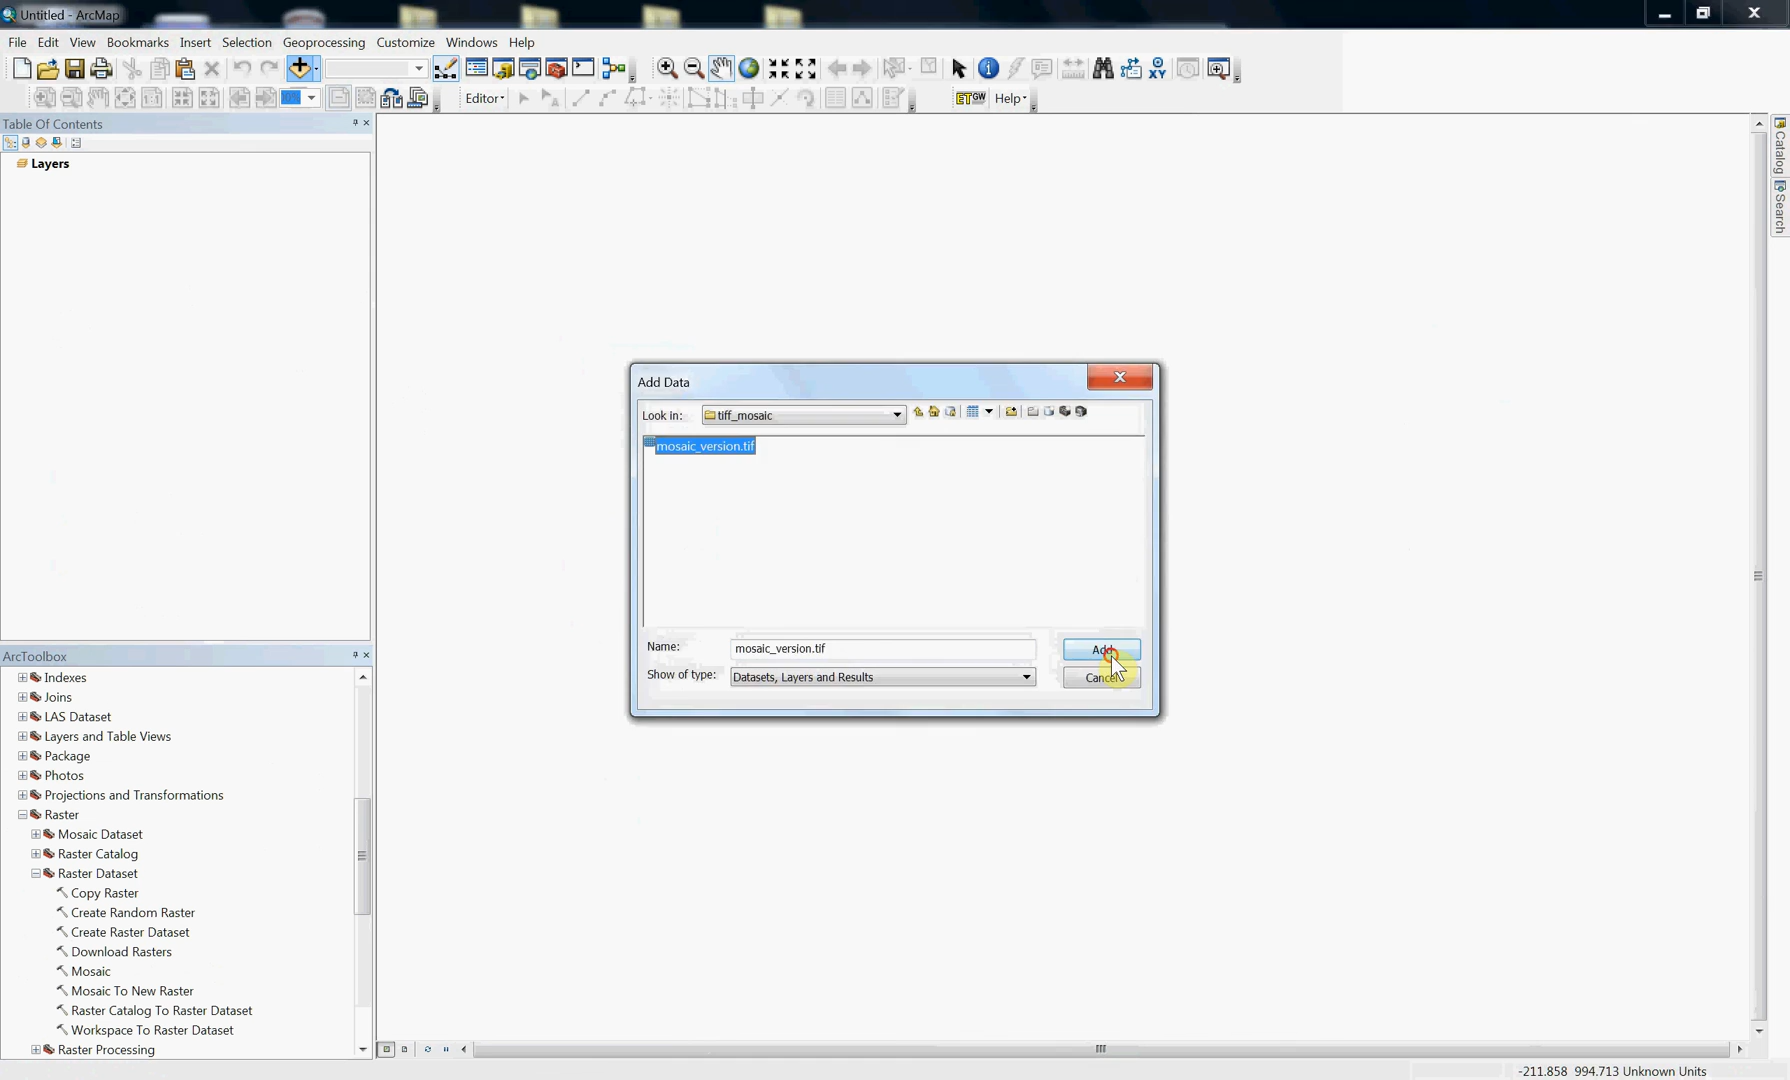 Untitled - ArcMap
File Edit View Bookmarks Insert Selection Geoprocessing Customize Windows Help
Editor ETGW Help
Table Of Contents
Layers
Catalog
Search
Add Data
Look in: tiff_mosaic
mosaic_version.tif
Name: mosaic_version.tif Add
Show of type: Datasets, Layers and Results Cancel
ArcToolbox
Indexes
Joins
LAS Dataset
Layers and Table Views
Package
Photos
Projections and Transformations
Raster
Mosaic Dataset
Raster Catalog
Raster Dataset
Copy Raster
Create Random Raster
Create Raster Dataset
Download Rasters
Mosaic
Mosaic To New Raster
Raster Catalog To Raster Dataset
Workspace To Raster Dataset
Raster Processing
-211.858 994.713 Unknown Units